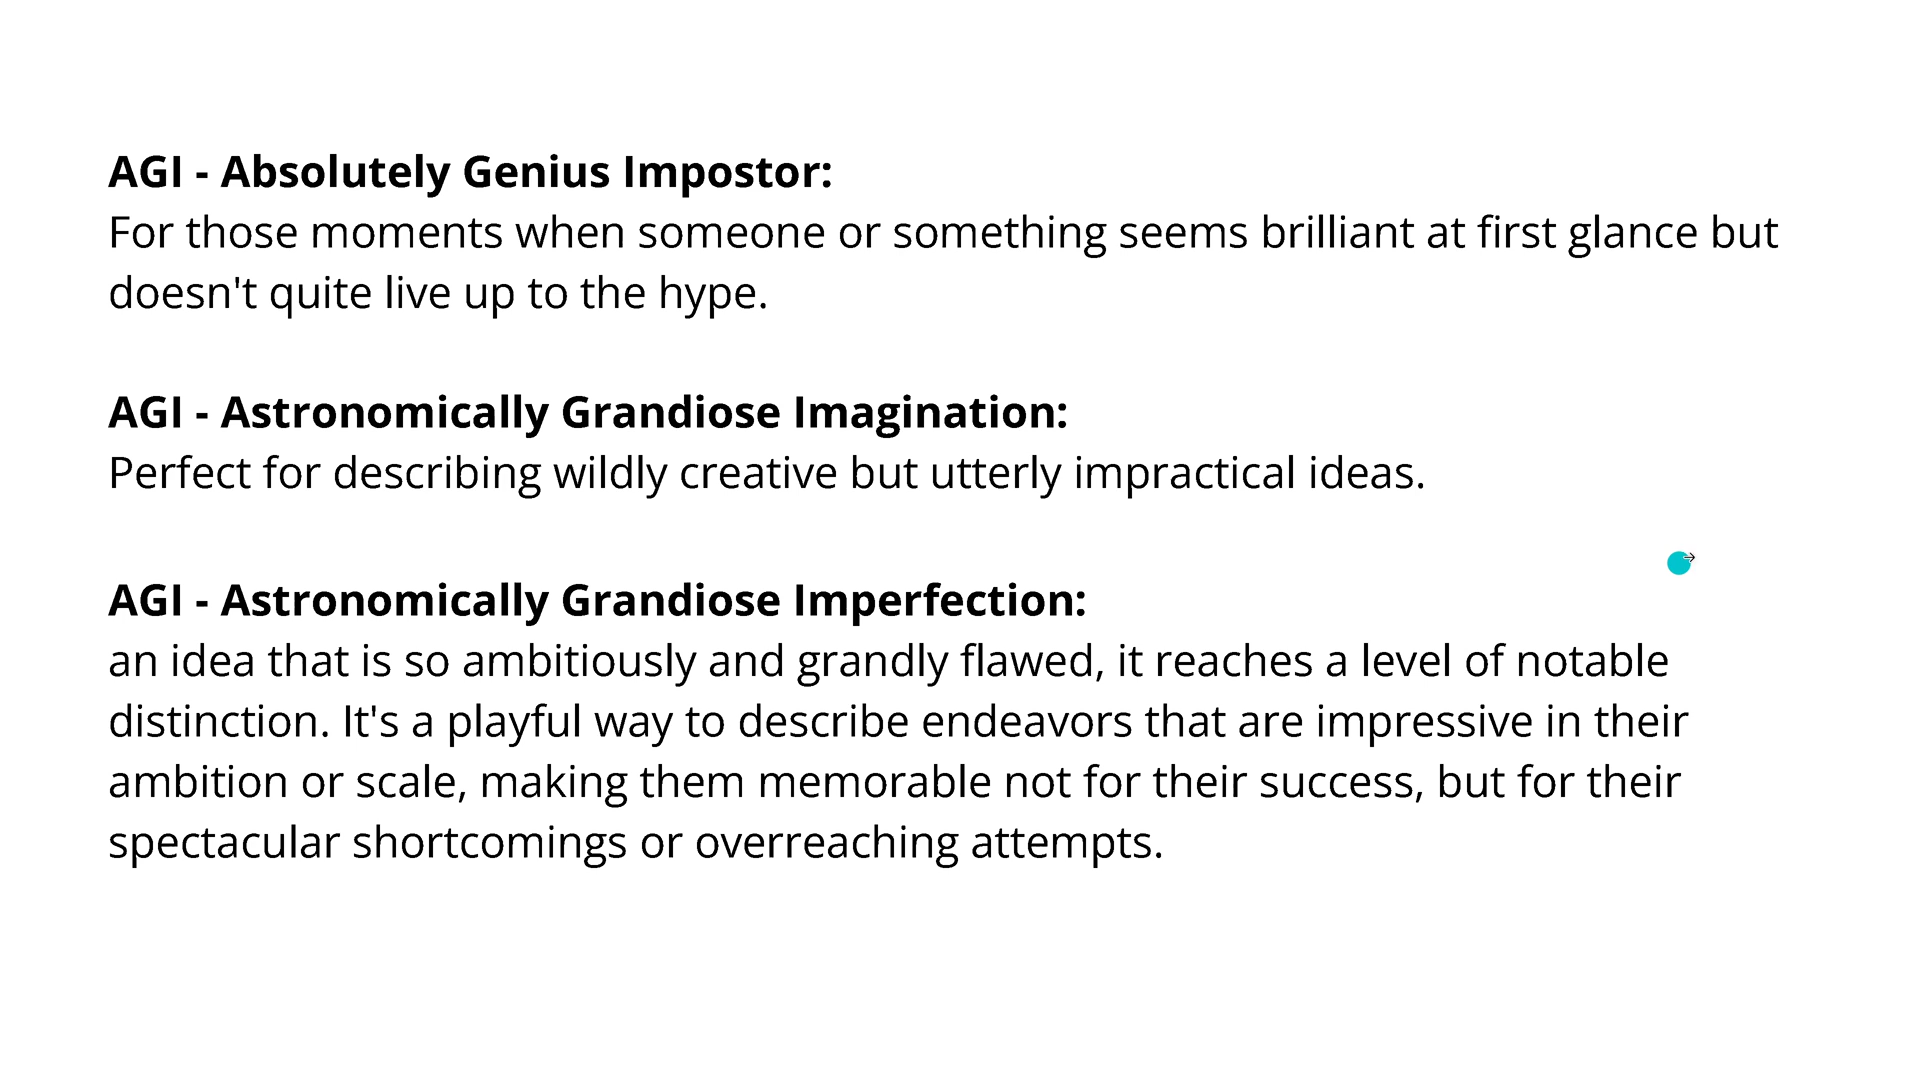 AGI - Absolutely Genius Impostor:
For those moments when someone or something seems brilliant at first glance but
doesn't quite live up to the hype.
AGI - Astronomically Grandiose Imagination:
Perfect for describing wildly creative but utterly impractical ideas.
AGI - Astronomically Grandiose Imperfection:
an idea that is so ambitiously and grandly flawed, it reaches a level of notable
distinction. It's a playful way to describe endeavors that are impressive in their
ambition or scale, making them memorable not for their success, but for their
spectacular shortcomings or overreaching attempts.